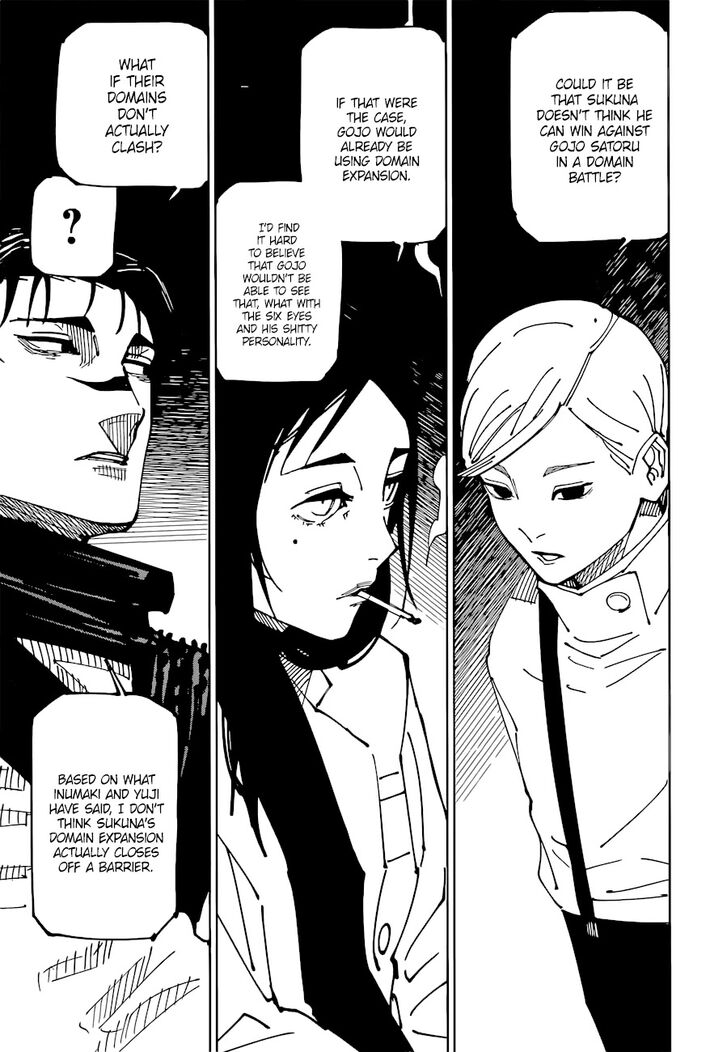 COULD IT BE
THAT SUKUNA
DOESN'T THINK HE
CAN WIN AGAINST
GOJO SATORU
IN A DOMAIN
BATTLE?
IF THAT WERE
THE CASE,
GOJO WOULD
ALREADY BE
USING DOMAIN
EXPANSION.
I'D FIND
IT HARD
TO BELIEVE
THAT GOJO
WOULDN'T BE
ABLE TO SEE
THAT, WHAT WITH
THE SIX EYES
AND HIS SHITTY
PERSONALITY.
WHAT
IF THEIR
DOMAINS
DON'T
ACTUALLY
CLASH?
?
BASED ON WHAT
INUMAKI AND YUJI
HAVE SAID, I DON'T
THINK SUKUNA'S
DOMAIN EXPANSION
ACTUALLY CLOSES
OFF A BARRIER.